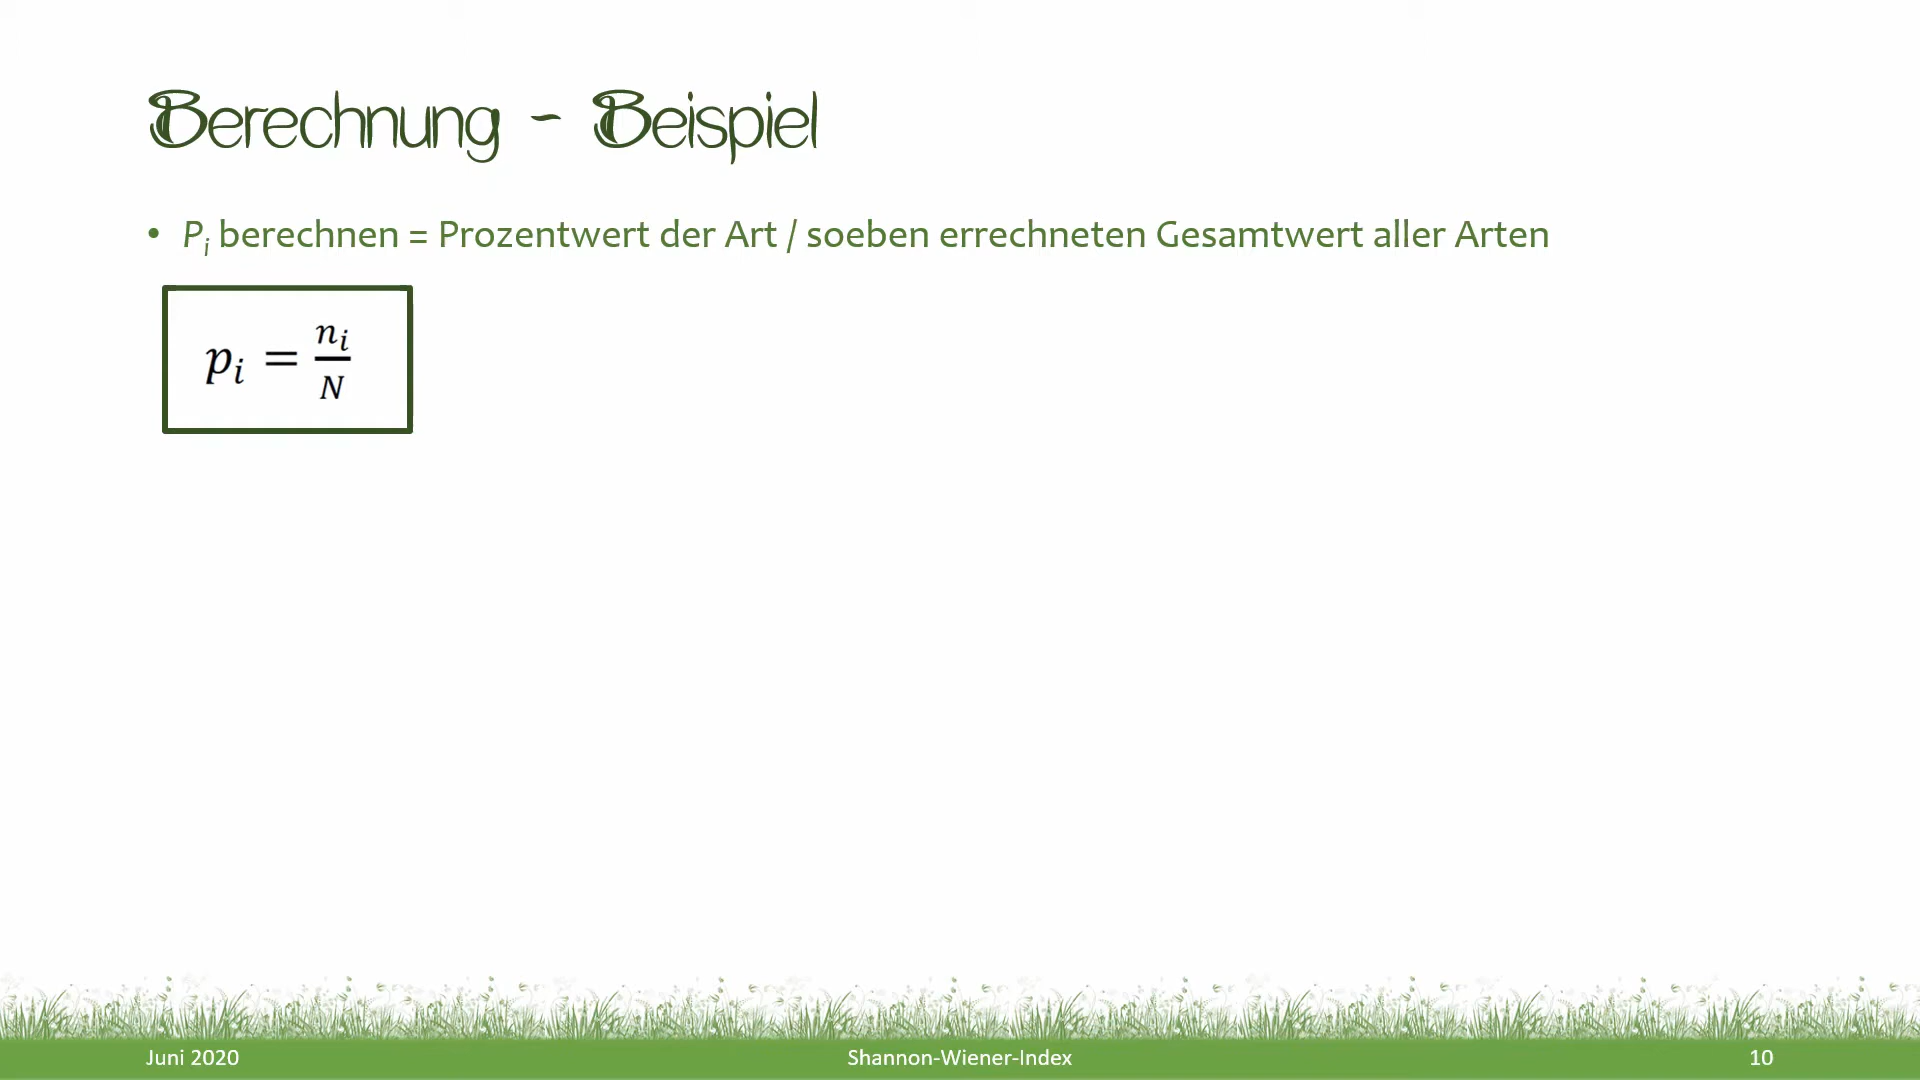 Berechnung - Beispiel
• Pi berechnen = Prozentwert der Art / soeben errechneten Gesamtwert aller Arten
pi = ni/N
Juni 2020
Shannon-Wiener-Index
10